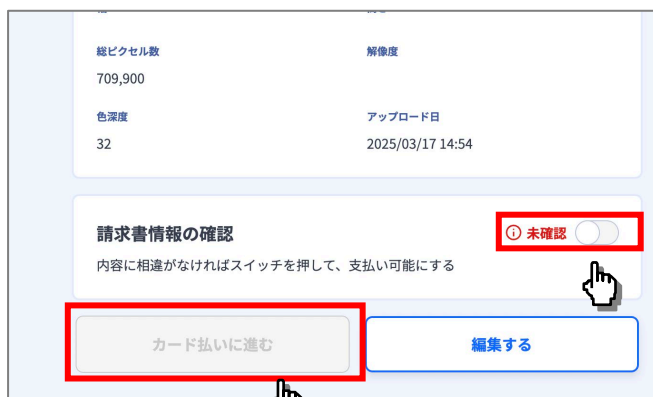 総ピクセル数
解像度
709,900
色深度
アップロード日
32
2025/03/17 14:54
請求書情報の確認
未確認
内容に相違がなければスイッチを押して、支払い可能にする
カード払いに進む
編集する